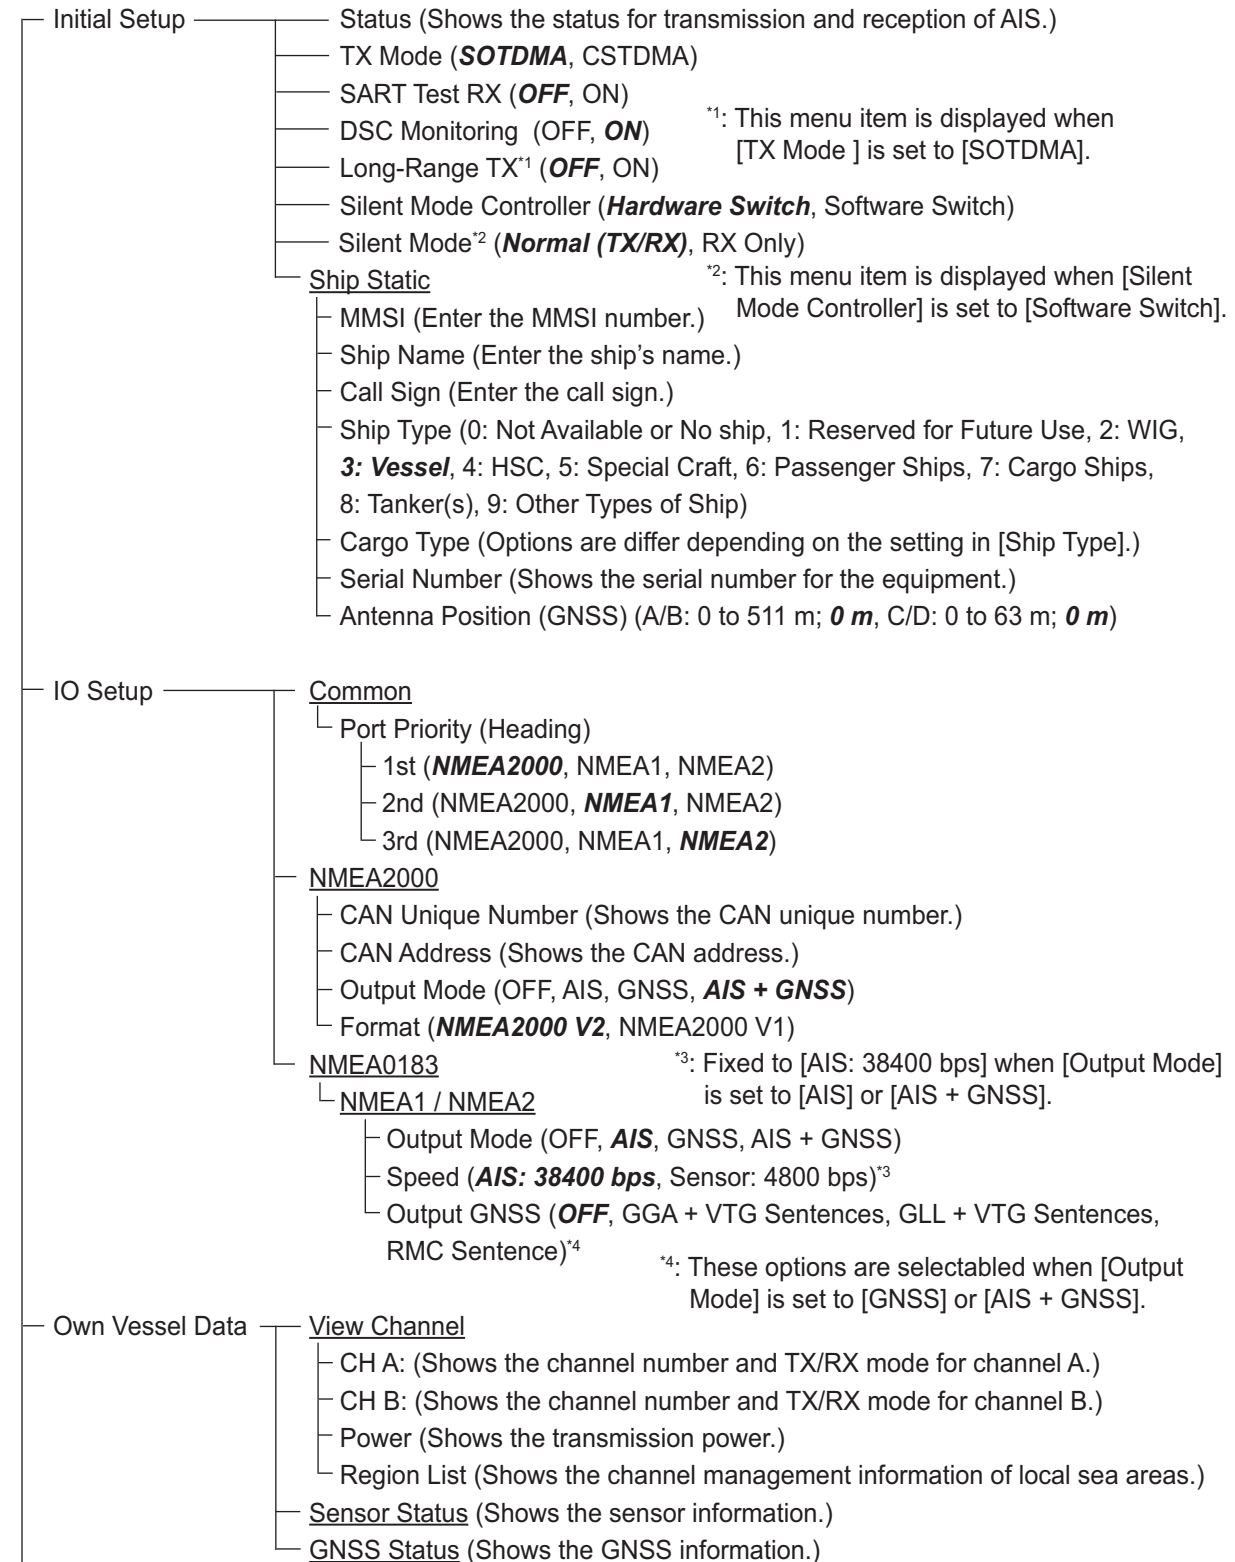 Initial Setup
Status (Shows the status for transmission and reception of AIS.)
TX Mode (SOTDMA, CSTDMA)
SART Test RX (OFF, ON)
DSC Monitoring (OFF, ON)
Long-Range TX*1 (OFF, ON)
*1: This menu item is displayed when
[TX Mode ] is set to [SOTDMA].
Silent Mode Controller (Hardware Switch, Software Switch)
Silent Mode*2 (Normal (TX/RX), RX Only)
*2: This menu item is displayed when [Silent
Mode Controller] is set to [Software Switch].
Ship Static
MMSI (Enter the MMSI number.)
Ship Name (Enter the ship’s name.)
Call Sign (Enter the call sign.)
Ship Type (0: Not Available or No ship, 1: Reserved for Future Use, 2: WIG,
3: Vessel, 4: HSC, 5: Special Craft, 6: Passenger Ships, 7: Cargo Ships,
8: Tanker(s), 9: Other Types of Ship)
Cargo Type (Options are differ depending on the setting in [Ship Type].)
Serial Number (Shows the serial number for the equipment.)
Antenna Position (GNSS) (A/B: 0 to 511 m; 0 m, C/D: 0 to 63 m; 0 m)
IO Setup
Common
Port Priority (Heading)
1st (NMEA2000, NMEA1, NMEA2)
2nd (NMEA2000, NMEA1, NMEA2)
3rd (NMEA2000, NMEA1, NMEA2)
NMEA2000
CAN Unique Number (Shows the CAN unique number.)
CAN Address (Shows the CAN address.)
Output Mode (OFF, AIS, GNSS, AIS + GNSS)
Format (NMEA2000 V2, NMEA2000 V1)
NMEA0183
*3: Fixed to [AIS: 38400 bps] when [Output Mode]
is set to [AIS] or [AIS + GNSS].
NMEA1 / NMEA2
Output Mode (OFF, AIS, GNSS, AIS + GNSS)
Speed (AIS: 38400 bps, Sensor: 4800 bps)*3
Output GNSS (OFF, GGA + VTG Sentences, GLL + VTG Sentences,
RMC Sentence)*4
*4: These options are selectabled when [Output
Mode] is set to [GNSS] or [AIS + GNSS].
Own Vessel Data
View Channel
CH A: (Shows the channel number and TX/RX mode for channel A.)
CH B: (Shows the channel number and TX/RX mode for channel B.)
Power (Shows the transmission power.)
Region List (Shows the channel management information of local sea areas.)
Sensor Status (Shows the sensor information.)
GNSS Status (Shows the GNSS information.)